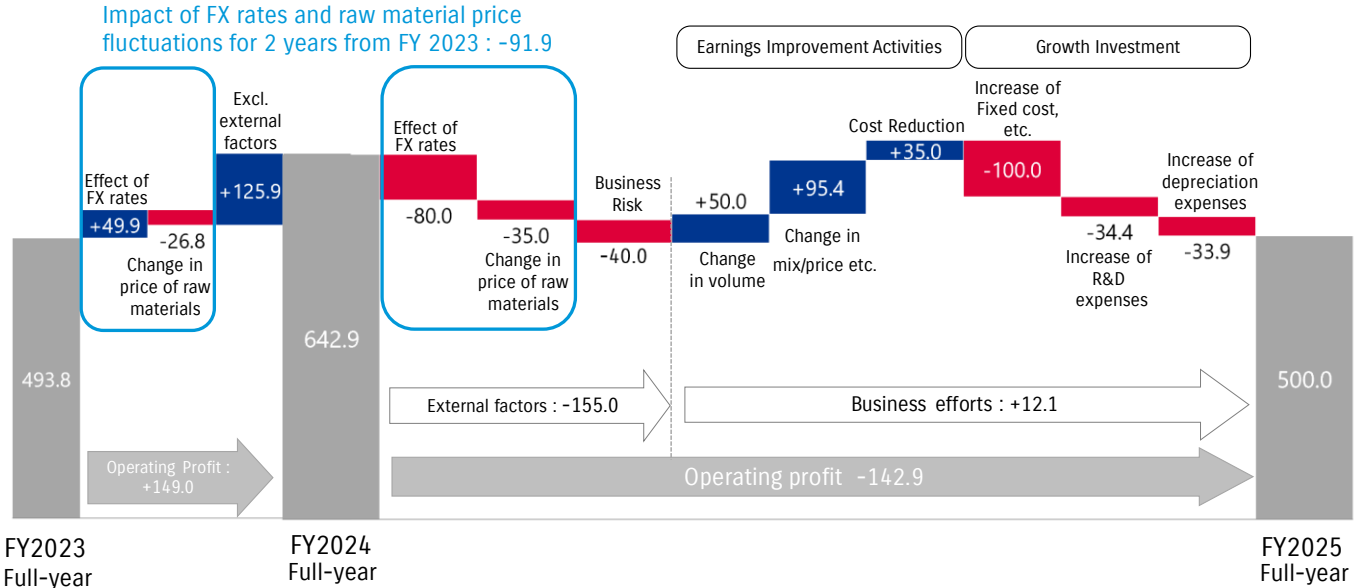 Impact of FX rates and raw material price
fluctuations for 2 years from FY 2023 : -91.9
Earnings Improvement Activities
Growth Investment
493.8
Effect of
FX rates
+49.9
-26.8
Change in
price of raw
materials
Excl.
external
factors
+125.9
642.9
Effect of
FX rates
-80.0
-35.0
Change in
price of raw
materials
Business
Risk
-40.0
+50.0
Change
in volume
+95.4
Change in
mix/price etc.
Cost Reduction
+35.0
Increase of
Fixed cost,
etc.
-100.0
-34.4
Increase of
R&D
expenses
Increase of
depreciation
expenses
-33.9
500.0
External factors : -155.0
Business efforts : +12.1
Operating Profit :
+149.0
Operating profit -142.9
FY2023
Full-year
FY2024
Full-year
FY2025
Full-year